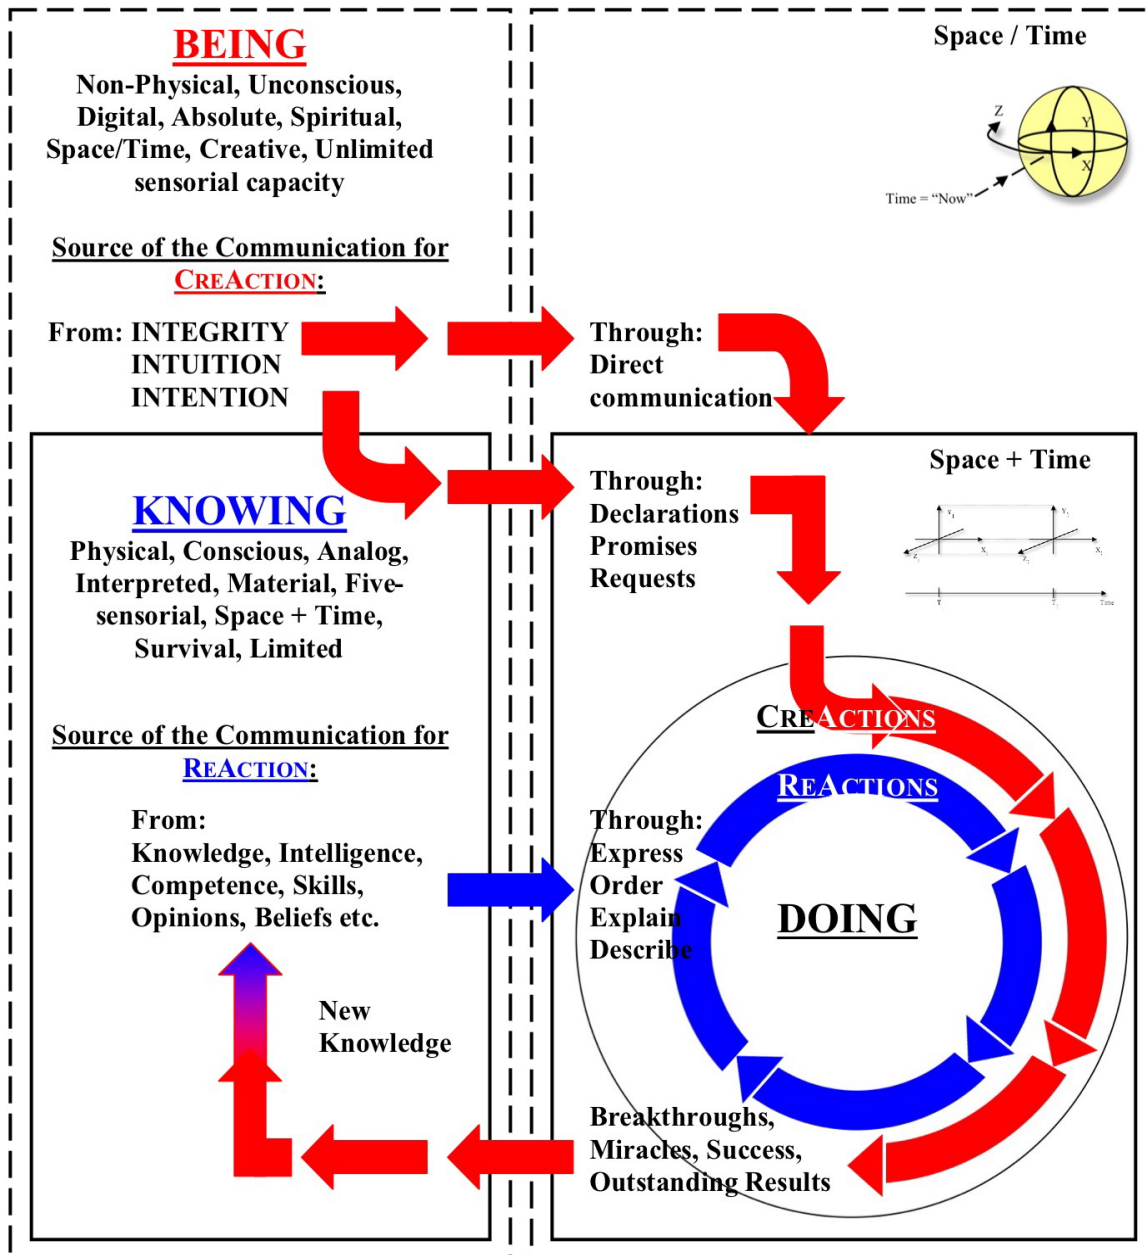 BEING
Non-Physical, Unconscious,
Digital, Absolute, Spiritual,
Space/Time, Creative, Unlimited
sensorial capacity
Source of the Communication for
CREACTION:
From: INTEGRITY
INTUITION
INTENTION
Space / Time
Z
Y
X
Time = “Now”
Through:
Direct
communication
KNOWING
Physical, Conscious, Analog,
Interpreted, Material, Five-
sensorial, Space + Time,
Survival, Limited
Source of the Communication for
REACTION:
From:
Knowledge, Intelligence,
Competence, Skills,
Opinions, Beliefs etc.
New
Knowledge
Space + Time
Through:
Declarations
Promises
Requests
Time
CREACTIONS
REACTIONS
Through:
Express
Order
Explain
Describe
DOING
Breakthroughs,
Miracles, Success,
Outstanding Results